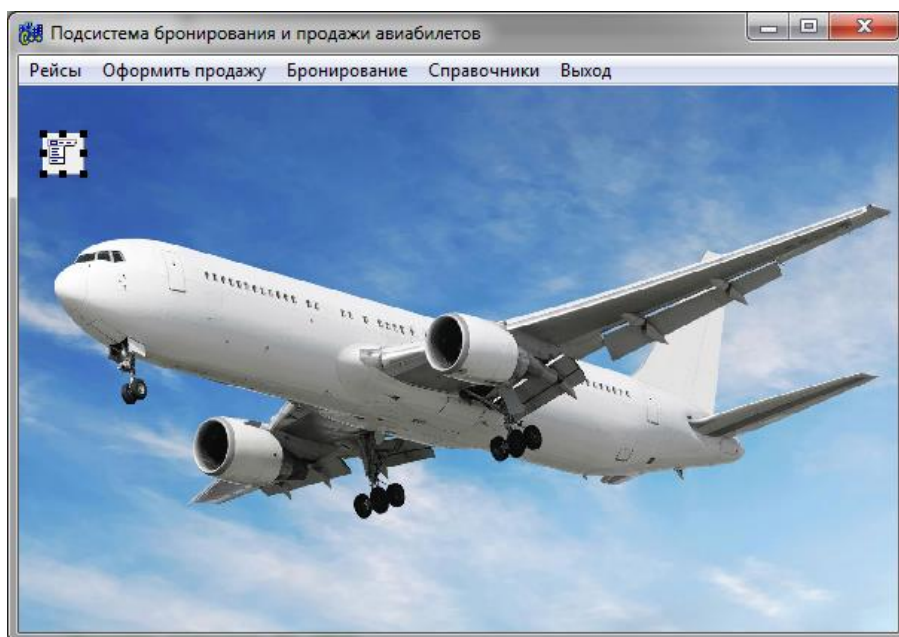 Подсистема бронирования и продажи авиабилетов
Рейсы Оформить продажу Бронирование Справочники Выход